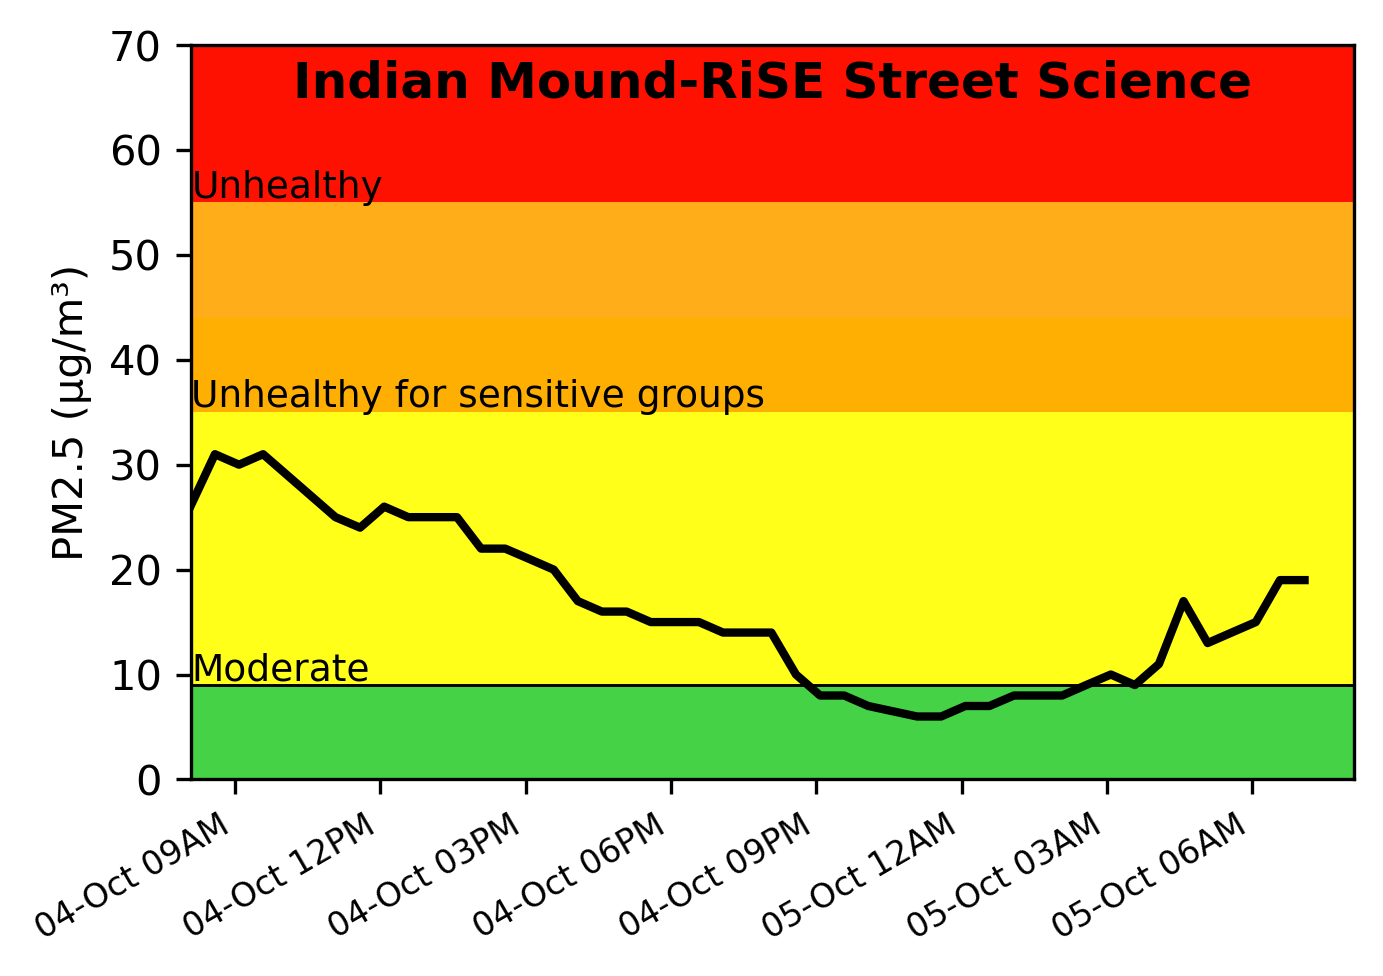 Indian Mound-RiSE Street Science
PM2.5 (µg/m³)
70
60
Unhealthy
50
40
Unhealthy for sensitive groups
30
20
Moderate
10
0
04-Oct 09AM
04-Oct 12PM
04-Oct 03PM
04-Oct 06PM
04-Oct 09PM
05-Oct 12AM
05-Oct 03AM
05-Oct 06AM